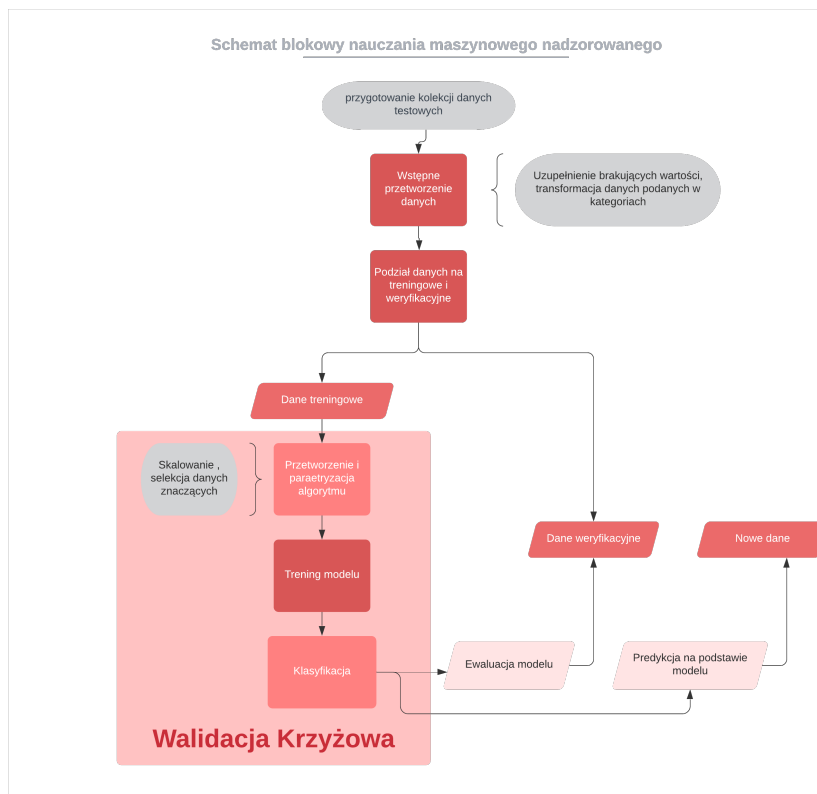 Schemat blokowy nauczania maszynowego nadzorowanego
przygotowanie kolekcji danych
testowych
Wstępne
przetworzenie
danych
Uzupełnienie brakujących wartości,
transformacja danych podanych w
kategoriach
Podział danych na
treningowe i
weryfikacyjne
Dane treningowe
Skalowanie ,
selekcja danych
znaczących
Przetworzenie i
paraetryzacja
algorytmu
Dane weryfikacyjne
Nowe dane
Trening modelu
Klasyfikacja
Ewaluacja modelu
Predykcja na podstawie
modelu
Walidacja Krzyżowa